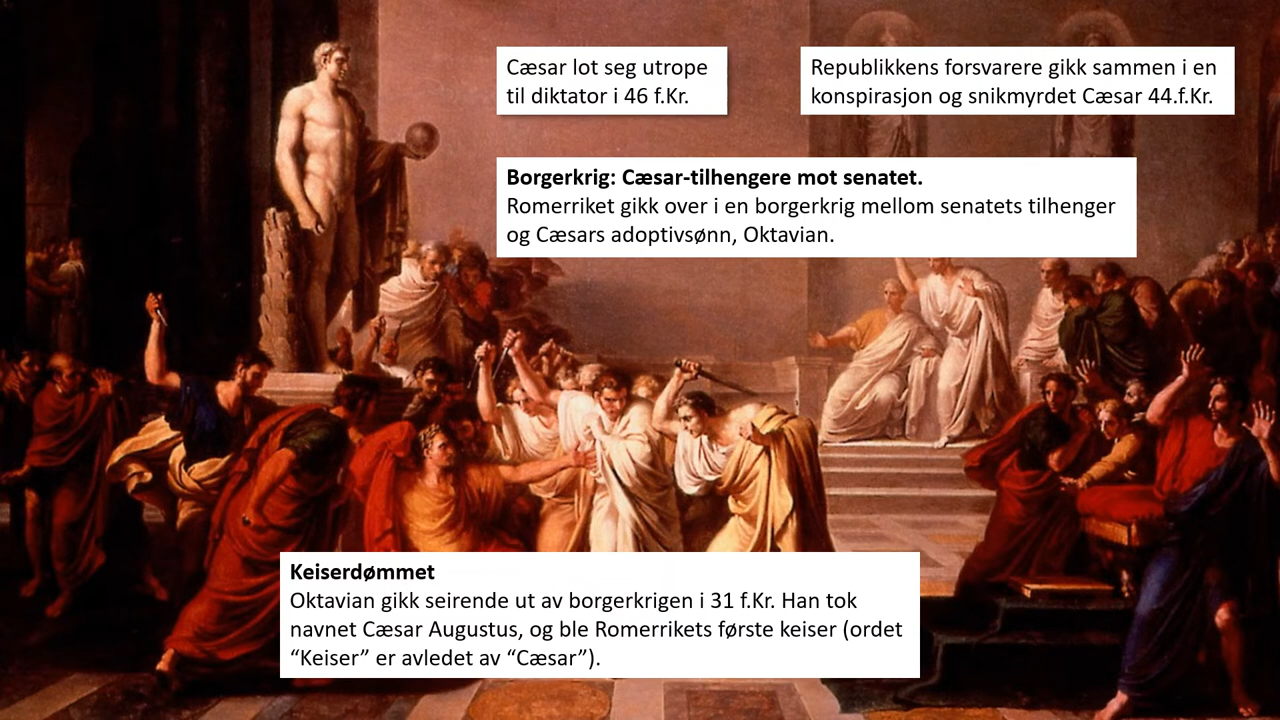 Cæsar lot seg utrope
til diktator i 46 f.Kr.
Republikkens forsvarere gikk sammen i en
konspirasjon og snikmyrdet Cæsar 44.f.Kr.
Borgerkrig: Cæsar-tilhengere mot senatet.
Romerriket gikk over i en borgerkrig mellom senatets tilhenger
og Cæsars adoptivsønn, Oktavian.
Keiserdømmet
Oktavian gikk seirende ut av borgerkrigen i 31 f.Kr. Han tok
navnet Cæsar Augustus, og ble Romerrikets første keiser (ordet
“Keiser” er avledet av “Cæsar”).